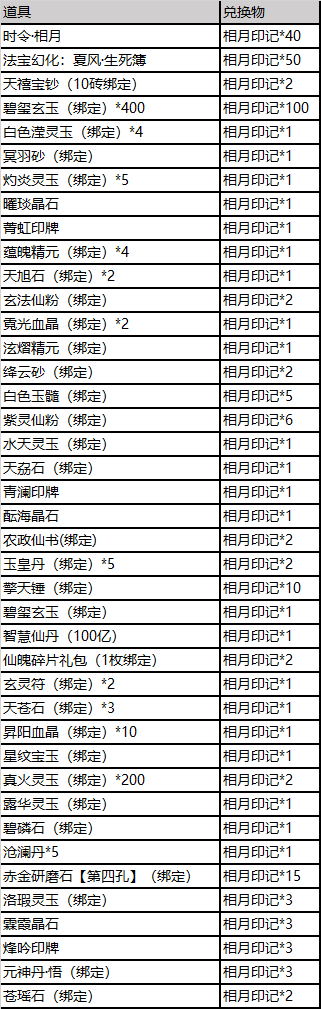 道具 兑换物
时令·相月 相月印记*40
法宝幻化：夏风·生死簿 相月印记*50
天禧宝钞（10砖绑定） 相月印记*2
碧玺玄玉（绑定）*400 相月印记*100
白色滢灵玉（绑定）*4 相月印记*1
冥羽砂（绑定） 相月印记*1
灼炎灵玉（绑定）*5 相月印记*1
曜琰晶石 相月印记*1
菁虹印牌 相月印记*1
蕴魄精元（绑定）*4 相月印记*1
天旭石（绑定）*2 相月印记*1
玄法仙粉（绑定） 相月印记*2
霓光血晶（绑定）*2 相月印记*1
泫熠精元（绑定） 相月印记*1
绛云砂（绑定） 相月印记*2
白色玉髓（绑定） 相月印记*5
紫灵仙粉（绑定） 相月印记*6
水天灵玉（绑定） 相月印记*1
天刕石（绑定） 相月印记*1
青澜印牌 相月印记*1
酝海晶石 相月印记*1
农政仙书(绑定) 相月印记*2
玉皇丹（绑定）*5 相月印记*2
擎天锤（绑定） 相月印记*10
碧玺玄玉（绑定） 相月印记*1
智慧仙丹（100亿） 相月印记*1
仙魄碎片礼包（1枚绑定） 相月印记*2
玄灵符（绑定）*2 相月印记*1
天苍石（绑定）*3 相月印记*1
昇阳血晶（绑定）*10 相月印记*1
星纹宝玉（绑定） 相月印记*1
真火灵玉（绑定）*200 相月印记*2
露华灵玉（绑定） 相月印记*1
碧磷石（绑定） 相月印记*1
沧澜丹*5 相月印记*1
赤金研磨石【第四孔】（绑定） 相月印记*15
洛瑕灵玉（绑定） 相月印记*3
霖霞晶石 相月印记*3
烽吟印牌 相月印记*3
元神丹·悟（绑定） 相月印记*3
苍瑶石（绑定） 相月印记*2